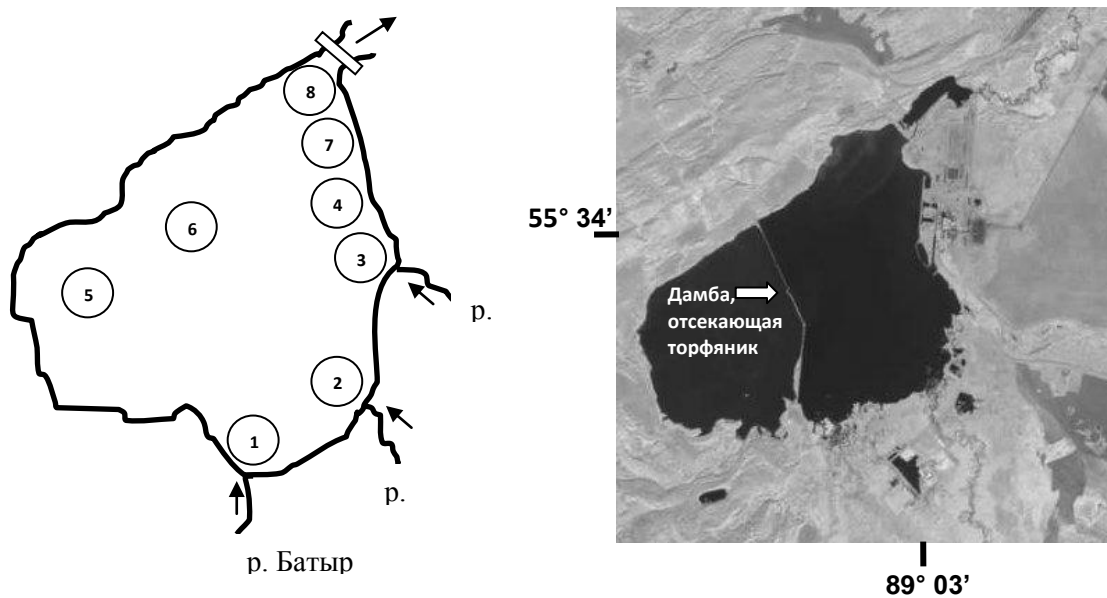 8
7
4
6
3
5
р.
2
1
р.
р. Батыр
55° 34’
Дамба,
отсекающая
торфяник
89° 03’